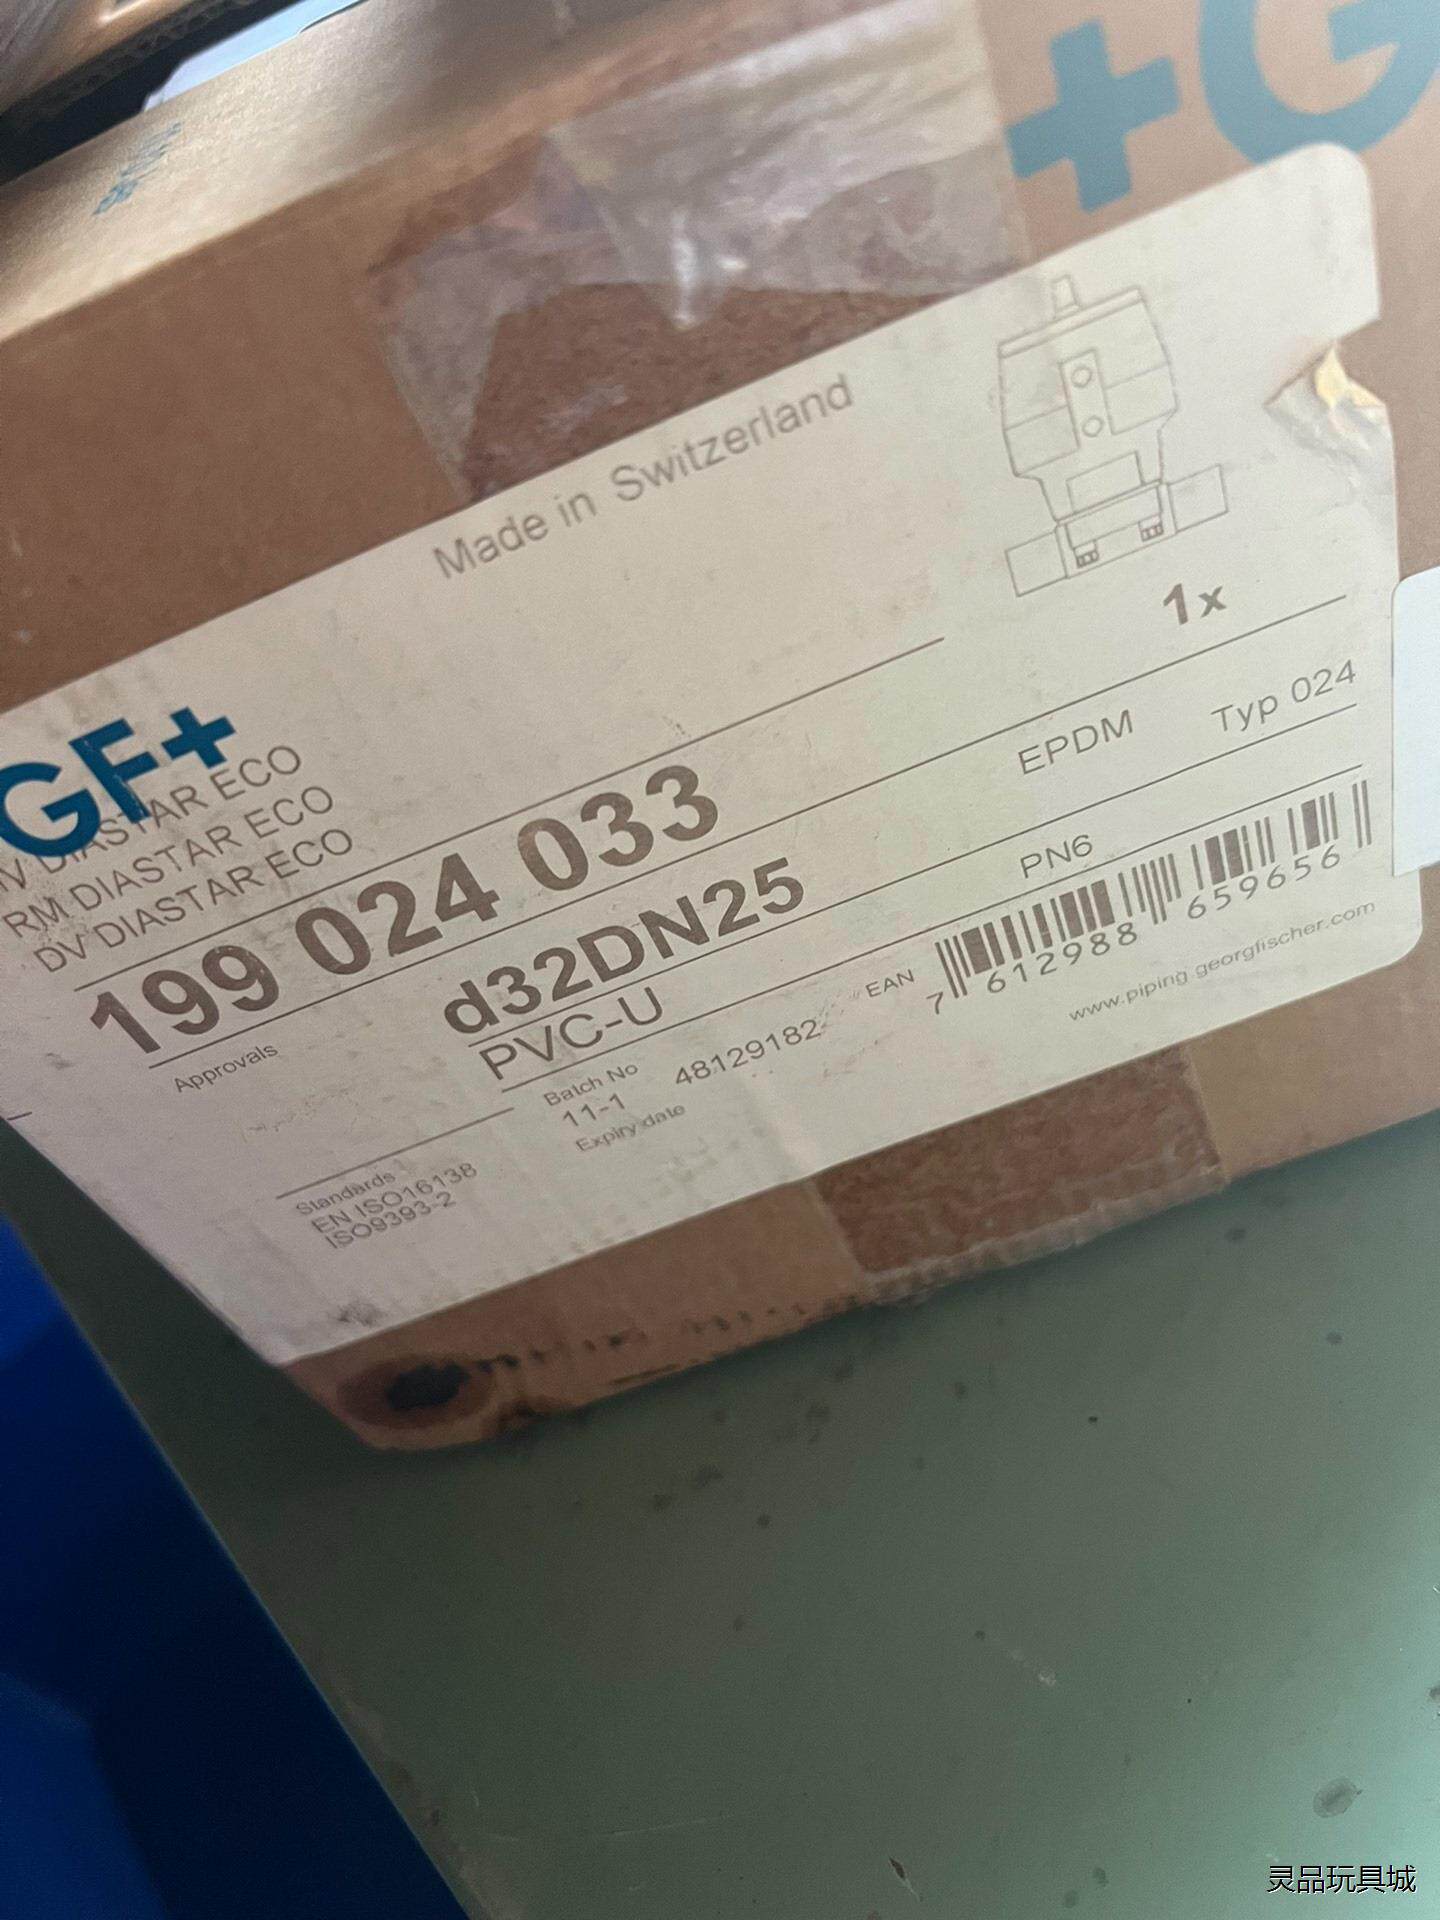 +G
Made in Switzerland
1x
GF+
DIASTAR ECO
RM DIASTAR ECO
DV DIASTAR ECO
199 024 033
EPDM
Typ 024
d32DN25
PN6
PVC-U
Approvals
Batch No
48129182
11-1
Expiry date
EAN
7 612988 659656
www.piping.georgfischer.com
Standards
EN ISO16138
ISO9393-2
灵品玩具城